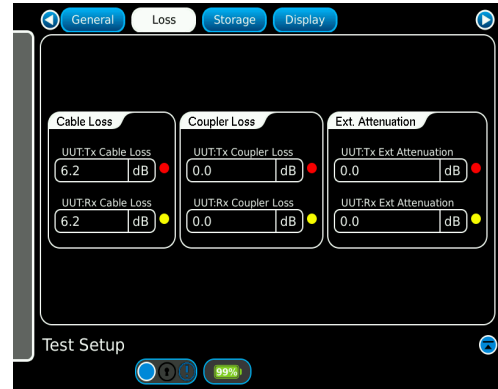 General
Loss
Storage
Display
Cable Loss
UUT:Tx Cable Loss
6.2 dB
UUT:Rx Cable Loss
6.2 dB
Coupler Loss
UUT:Tx Coupler Loss
0.0 dB
UUT:Rx Coupler Loss
0.0 dB
Ext. Attenuation
UUT:Tx Ext Attenuation
0.0 dB
UUT:Rx Ext Attenuation
0.0 dB
Test Setup
99%